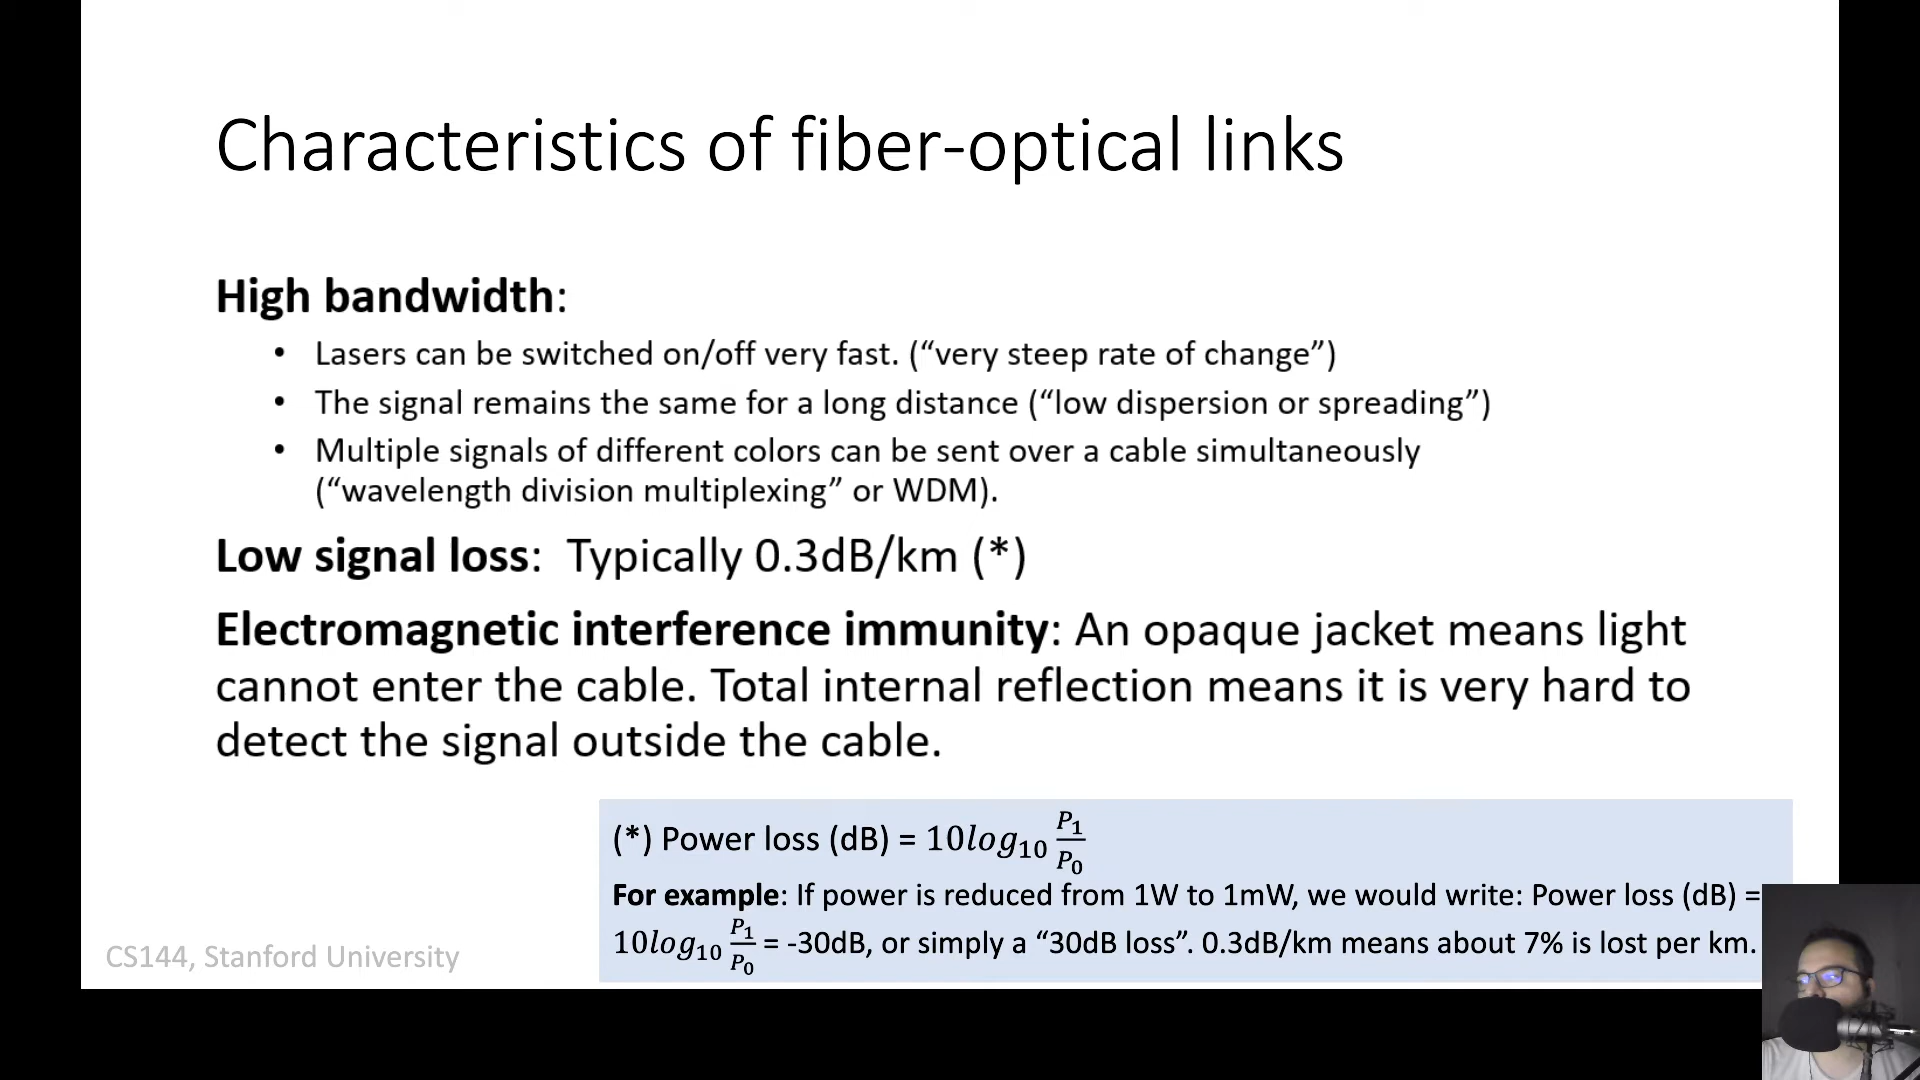 Characteristics of fiber-optical links
High bandwidth:
• Lasers can be switched on/off very fast. (“very steep rate of change”)
• The signal remains the same for a long distance (“low dispersion or spreading”)
• Multiple signals of different colors can be sent over a cable simultaneously
(“wavelength division multiplexing” or WDM).
Low signal loss: Typically 0.3dB/km (*)
Electromagnetic interference immunity: An opaque jacket means light
cannot enter the cable. Total internal reflection means it is very hard to
detect the signal outside the cable.
(*) Power loss (dB) = 10log₁₀ P₁/P₀
For example: If power is reduced from 1W to 1mW, we would write: Power loss (dB) =
10log₁₀ P₁/P₀ = -30dB, or simply a “30dB loss”. 0.3dB/km means about 7% is lost per km.
CS144, Stanford University